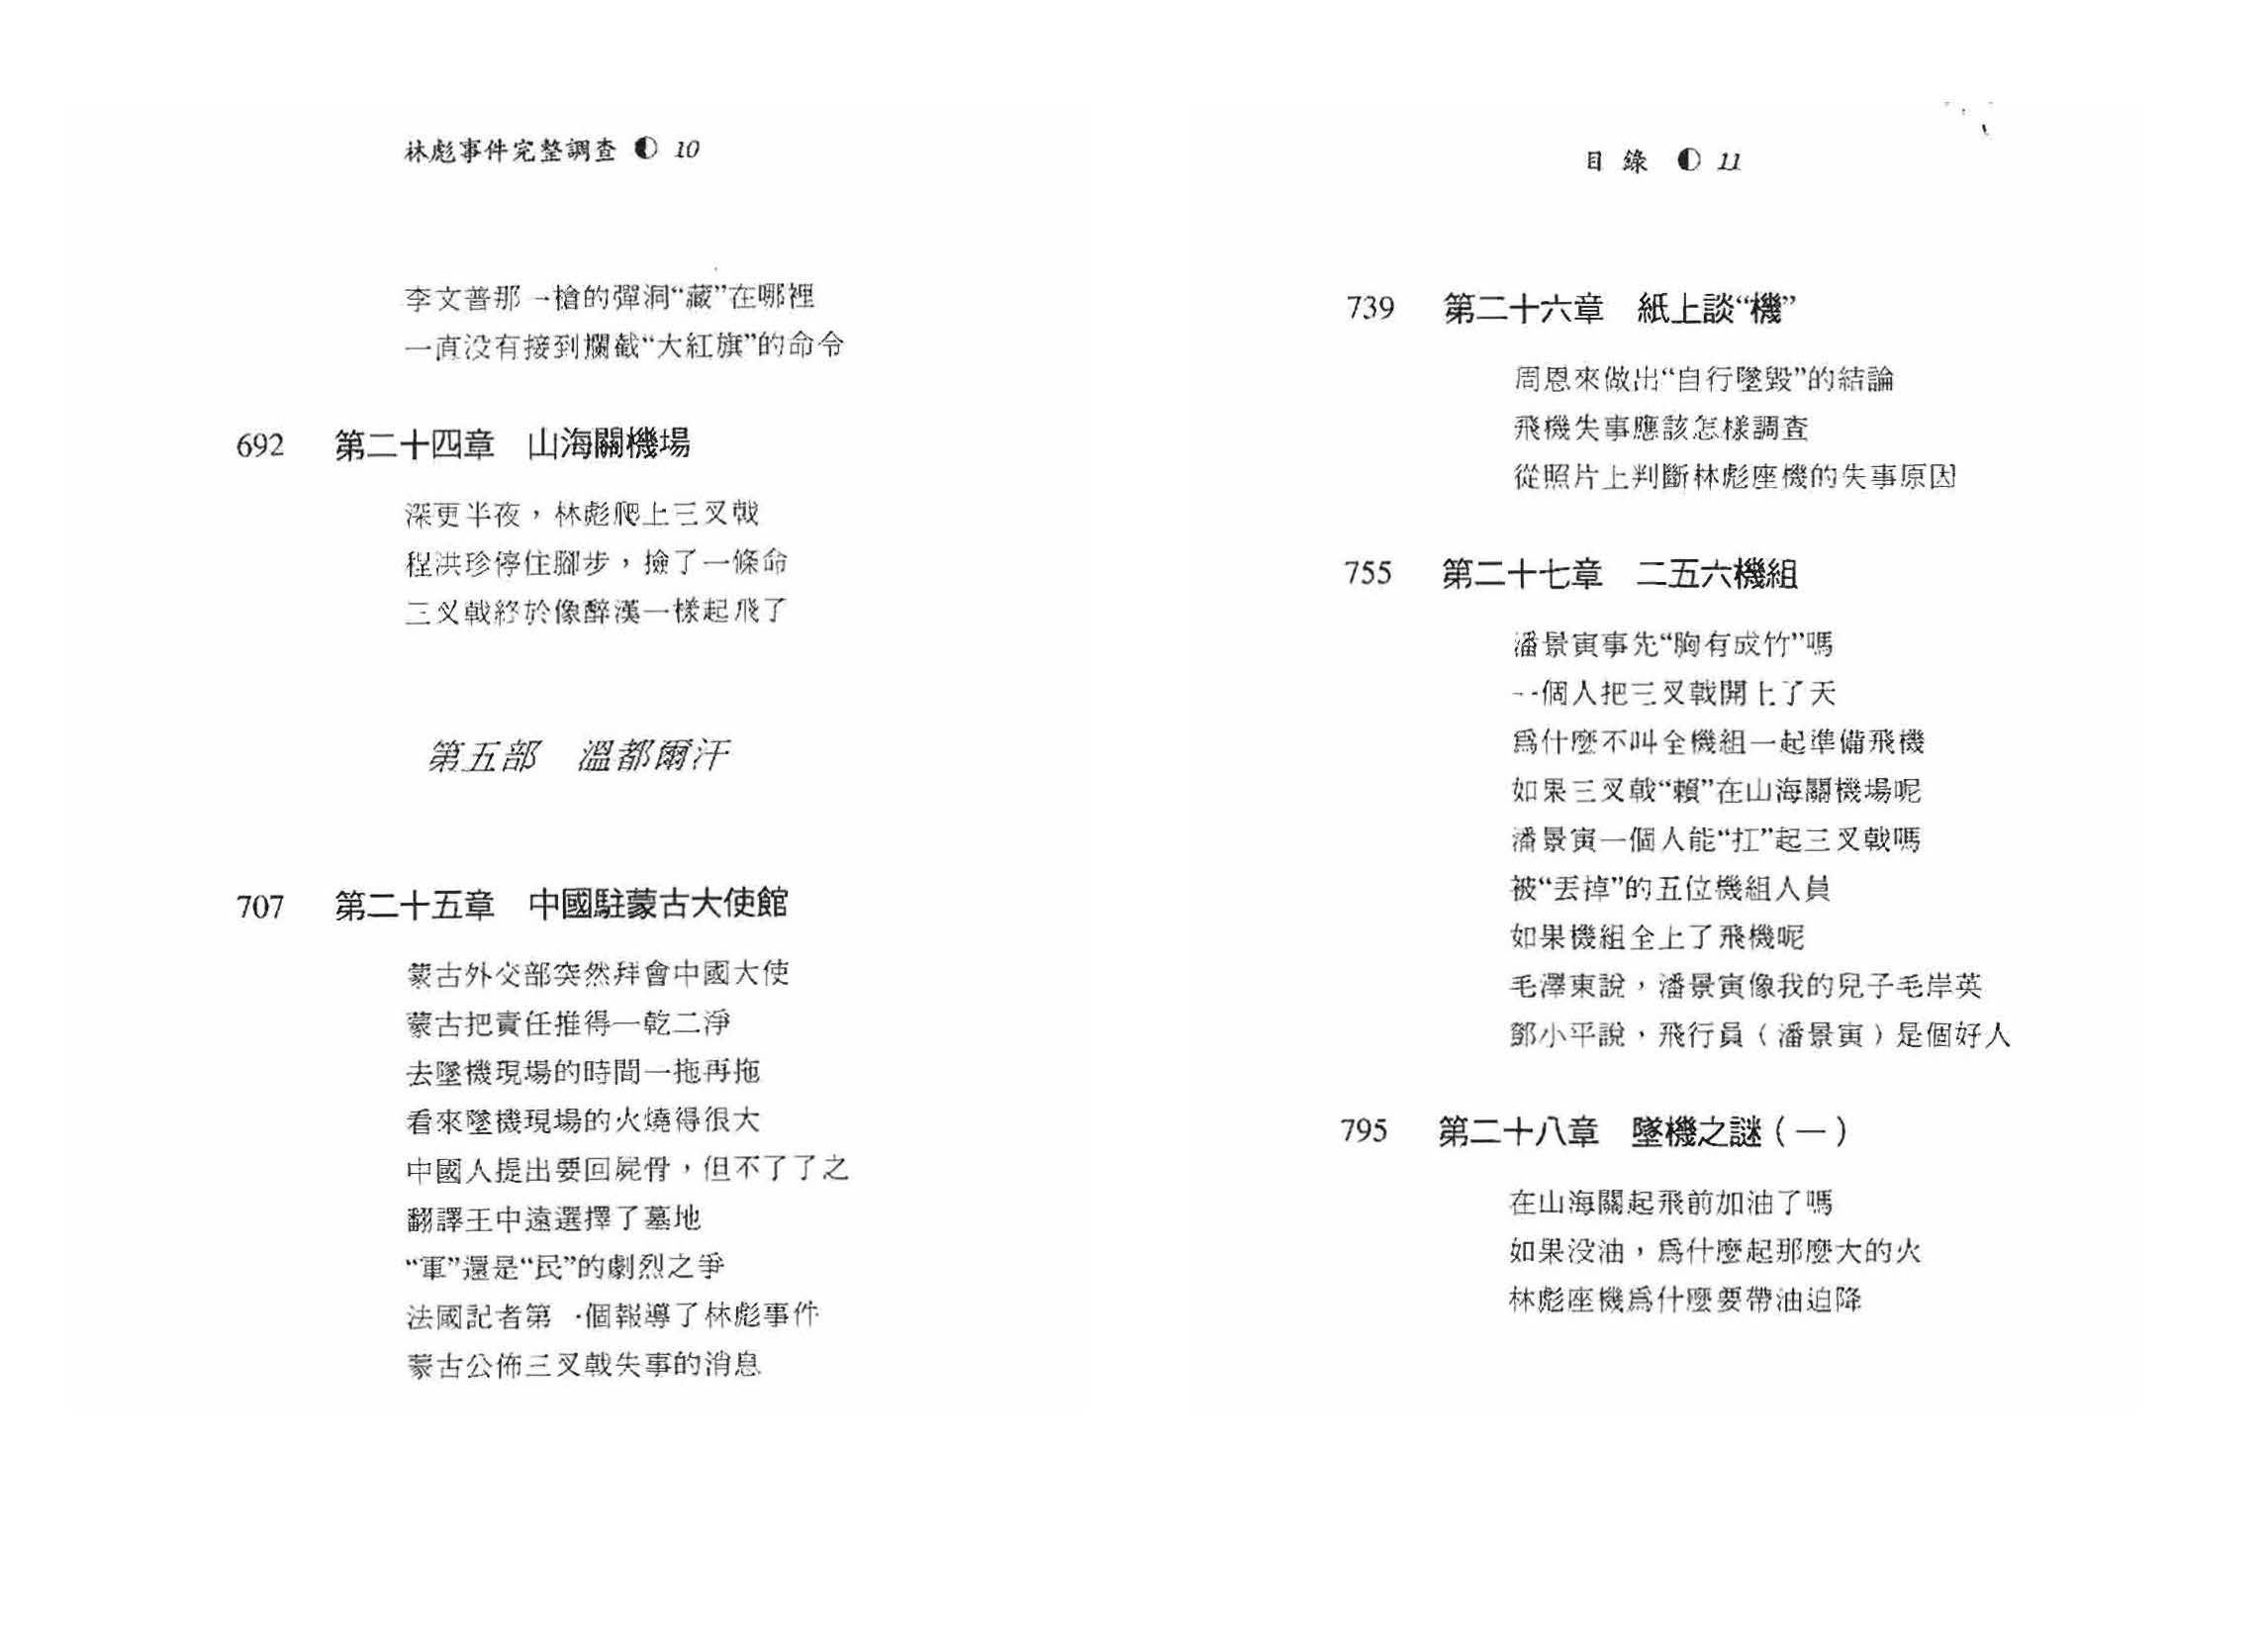 林彪事件完整調查 ◐ 10
李文普那一槍的彈洞“藏”在哪裡
一直没有接到攔截“大紅旗”的命令
692 第二十四章 山海關機場
深更半夜，林彪爬上三叉戟
程洪珍停住腳步，撿了一條命
三叉戟終於像醉漢一樣起飛了
第五部 溫都爾汗
707 第二十五章 中國駐蒙古大使館
蒙古外交部突然拜會中國大使
蒙古把責任推得一乾二淨
去墜機現場的時間一拖再拖
看來墜機現場的火燒得很大
中國人提出要回屍骨，但不了了之
翻譯王中遠選擇了墓地
“軍”還是“民”的劇烈之爭
法國記者第一個報導了林彪事件
蒙古公佈三叉戟失事的消息
目錄 ◐ 11
739 第二十六章 紙上談“機”
周恩來做出“自行墜毀”的結論
飛機失事應該怎樣調查
從照片上判斷林彪座機的失事原因
755 第二十七章 二五六機組
潘景寅事先“胸有成竹”嗎
一個人把三叉戟開上了天
爲什麼不叫全機組一起準備飛機
如果三叉戟“賴”在山海關機場呢
潘景寅一個人能“扛”起三叉戟嗎
被“丟掉”的五位機組人員
如果機組全上了飛機呢
毛澤東說，潘景寅像我的兒子毛岸英
鄧小平說，飛行員（潘景寅）是個好人
795 第二十八章 墜機之謎（一）
在山海關起飛前加油了嗎
如果没油，爲什麼起那麼大的火
林彪座機爲什麼要帶油迫降